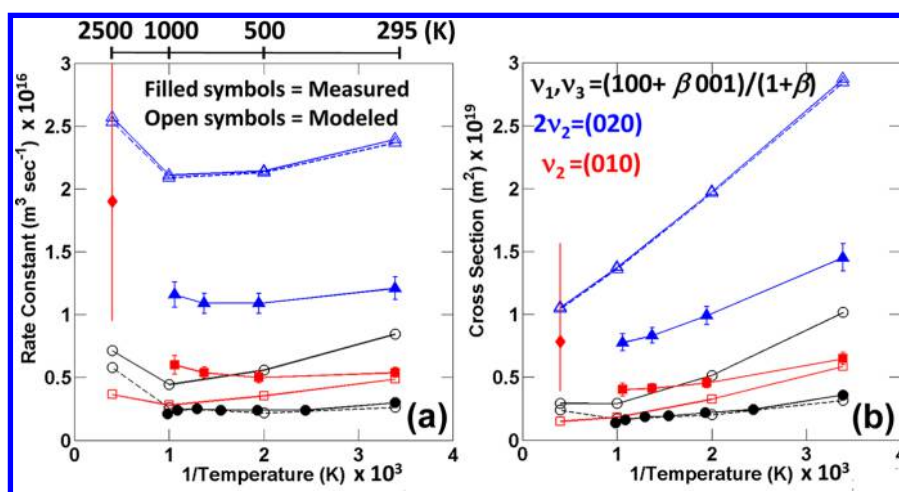 2500 1000 500 295 (K)
Rate Constant (m³ sec⁻¹) x 10¹⁶
3
2.5
2
1.5
1
0.5
0
Filled symbols = Measured
Open symbols = Modeled
(a)
0 1 2 3 4
1/Temperature (K) x 10³
Cross Section (m²) x 10¹⁹
3
2.5
2
1.5
1
0.5
0
ν₁,ν₃=(100+ β 001)/(1+β)
2ν₂=(020)
ν₂=(010)
(b)
0 1 2 3 4
1/Temperature (K) x 10³